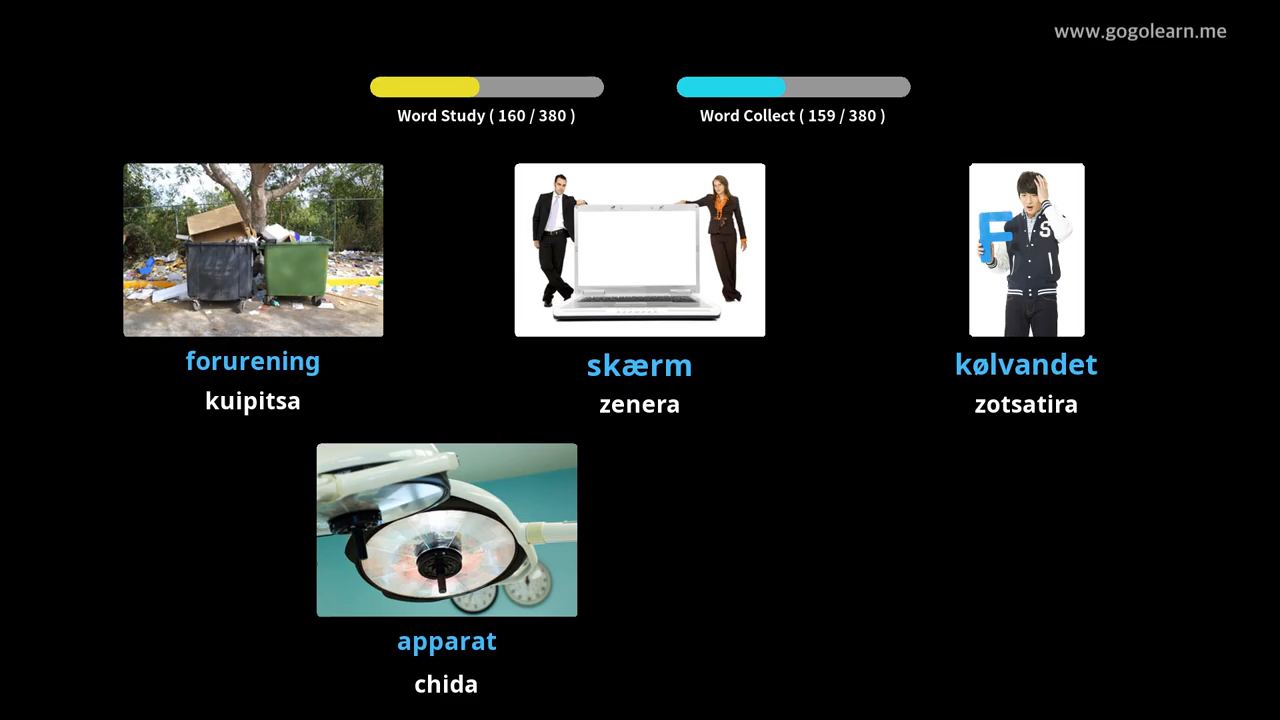 www.gogolearn.me
Word Study ( 160 / 380 )
Word Collect ( 159 / 380 )
F
S
forurening
skærm
kølvandet
kuipitsa
zenera
zotsatira
apparat
chida